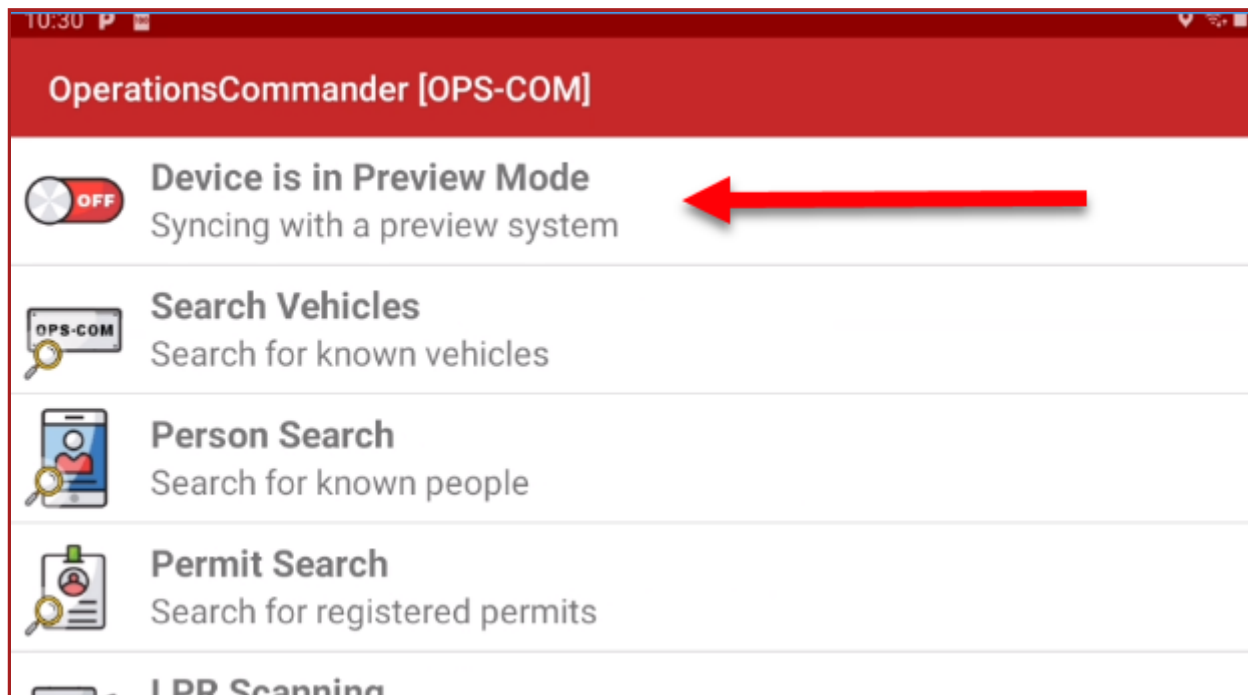 10:30 P
OperationsCommander [OPS-COM]
OFF
Device is in Preview Mode
Syncing with a preview system
OPS-COM
Search Vehicles
Search for known vehicles
Person Search
Search for known people
Permit Search
Search for registered permits
LPR Scanning